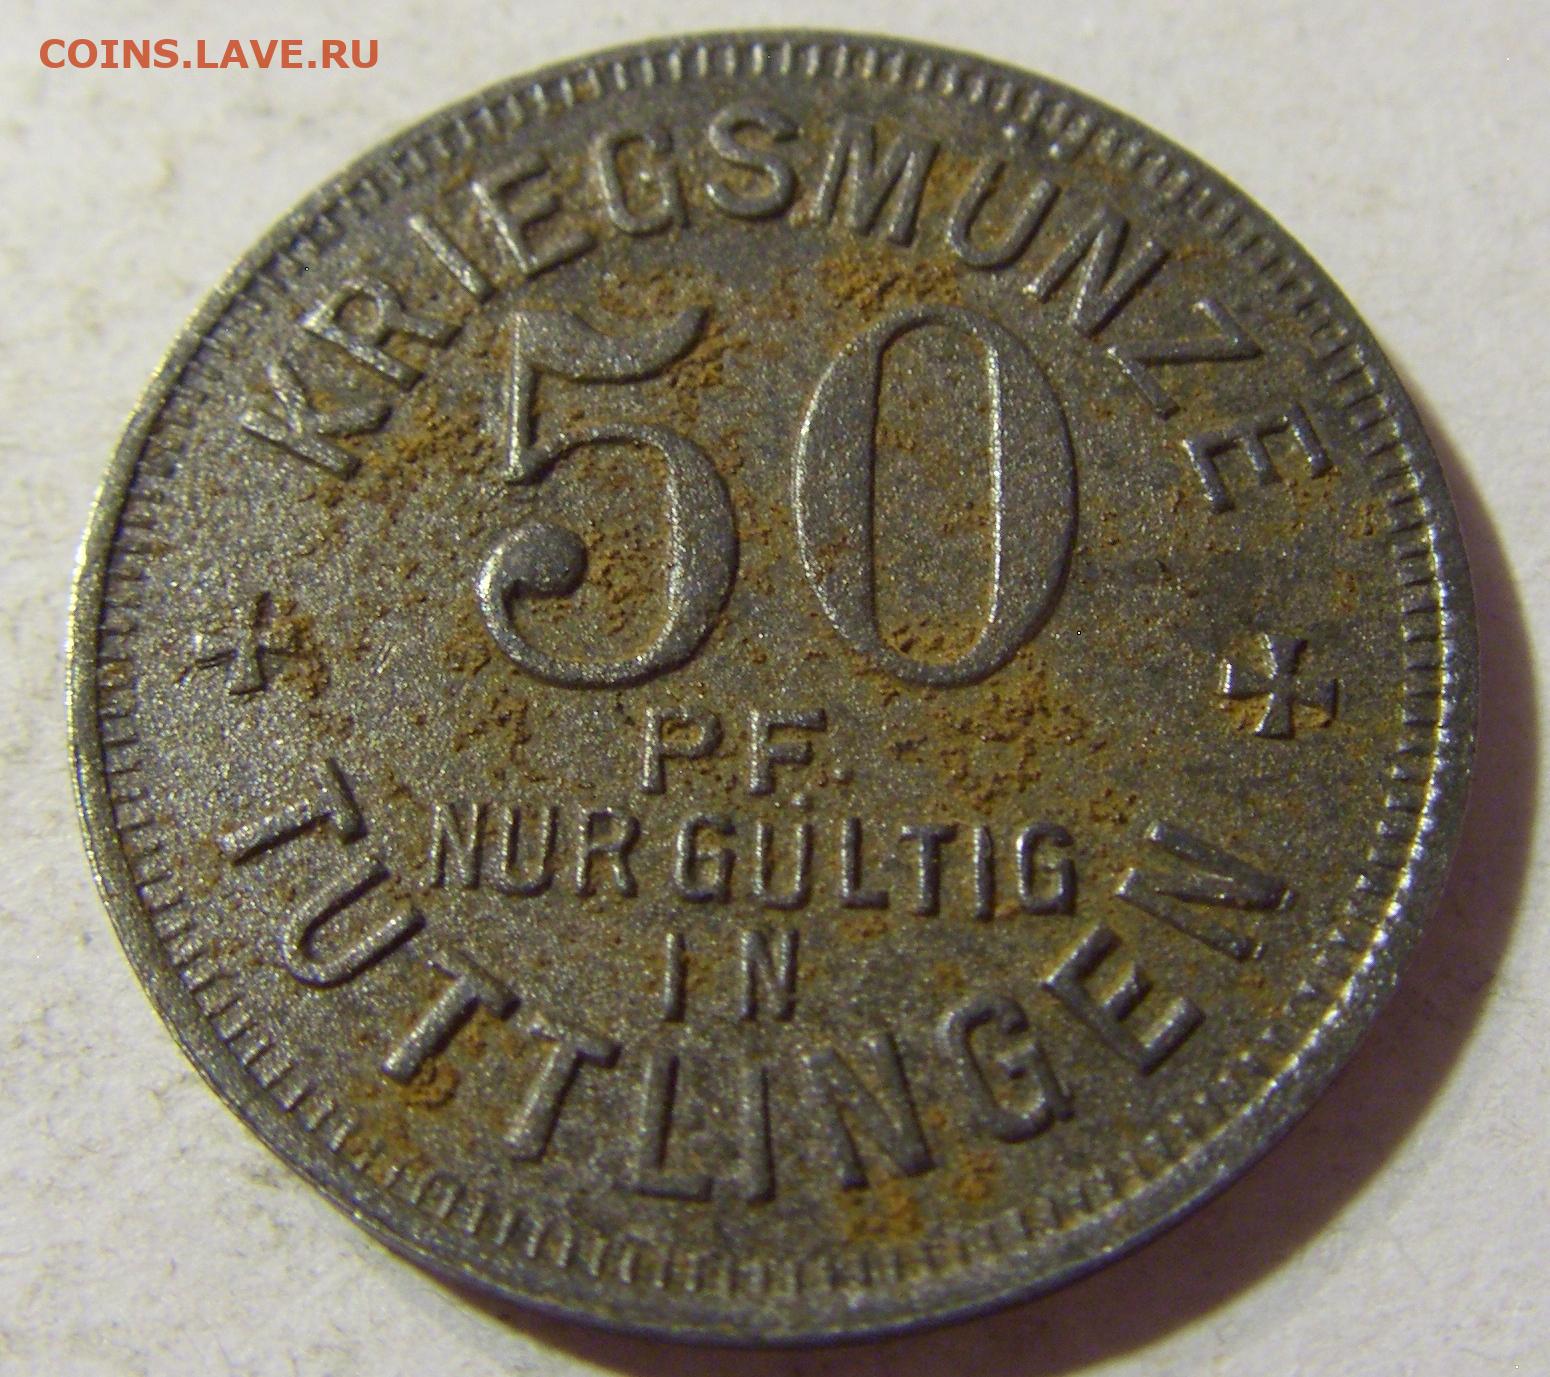 COINS.LAVE.RU
KRIEGSMUNZE
50
PF.
NUR GÜLTIG
IN
TUTTLINGEN